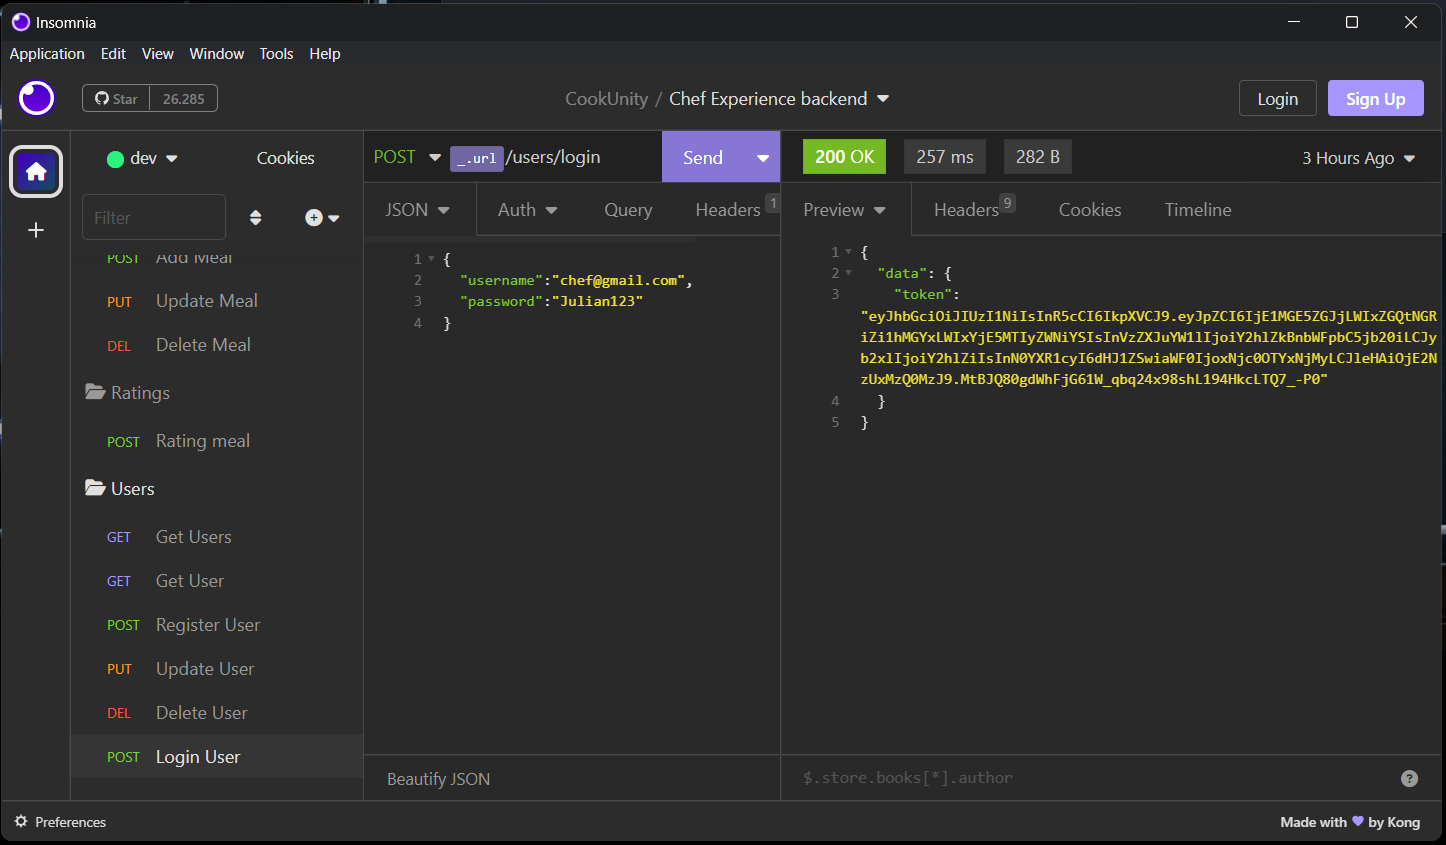 Insomnia
Application Edit View Window Tools Help
Star 26.285
CookUnity / Chef Experience backend
Login Sign Up
dev Cookies
Filter
POST Add Meal
PUT Update Meal
DEL Delete Meal
Ratings
POST Rating meal
Users
GET Get Users
GET Get User
POST Register User
PUT Update User
DEL Delete User
POST Login User
POST _.url /users/login Send
JSON Auth Query Headers 1
1 {
2 "username":"chef@gmail.com",
3 "password":"Julian123"
4 }
Beautify JSON
200 OK 257 ms 282 B 3 Hours Ago
Preview Headers 9 Cookies Timeline
1 {
2 "data": {
3 "token":
"eyJhbGciOiJIUzI1NiIsInR5cCI6IkpXVCJ9.eyJpZCI6IjE1MGE5ZGJjLWIxZGQtNGR
iZi1hMGYxLWIxYjE5MTIyZWNiYSIsInVzZXJuYW1lIjoiY2hlZkBnbWFpbC5jb20iLCJy
b2xlIjoiY2hlZiIsInN0YXR1cyI6dHJ1ZSwiaWF0IjoxNjc0OTYxNjMyLCJleHAiOjE2N
zUxMzQ0MzJ9.MtBJQ80gdWhFjG61W_qbq24x98shL194HkcLTQ7_-P0"
4 }
5 }
$.store.books[*].author
Preferences
Made with by Kong